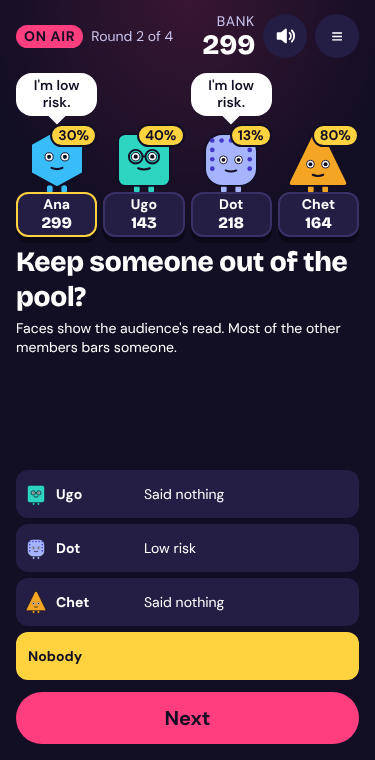 ON AIR
Round 2 of 4
BANK
299
I'm low
risk.
I'm low
risk.
30%
40%
13%
80%
Ana
299
Ugo
143
Dot
218
Chet
164
Keep someone out of the
pool?
Faces show the audience's read. Most of the other
members bars someone.
Ugo Said nothing
Dot Low risk
Chet Said nothing
Nobody
Next